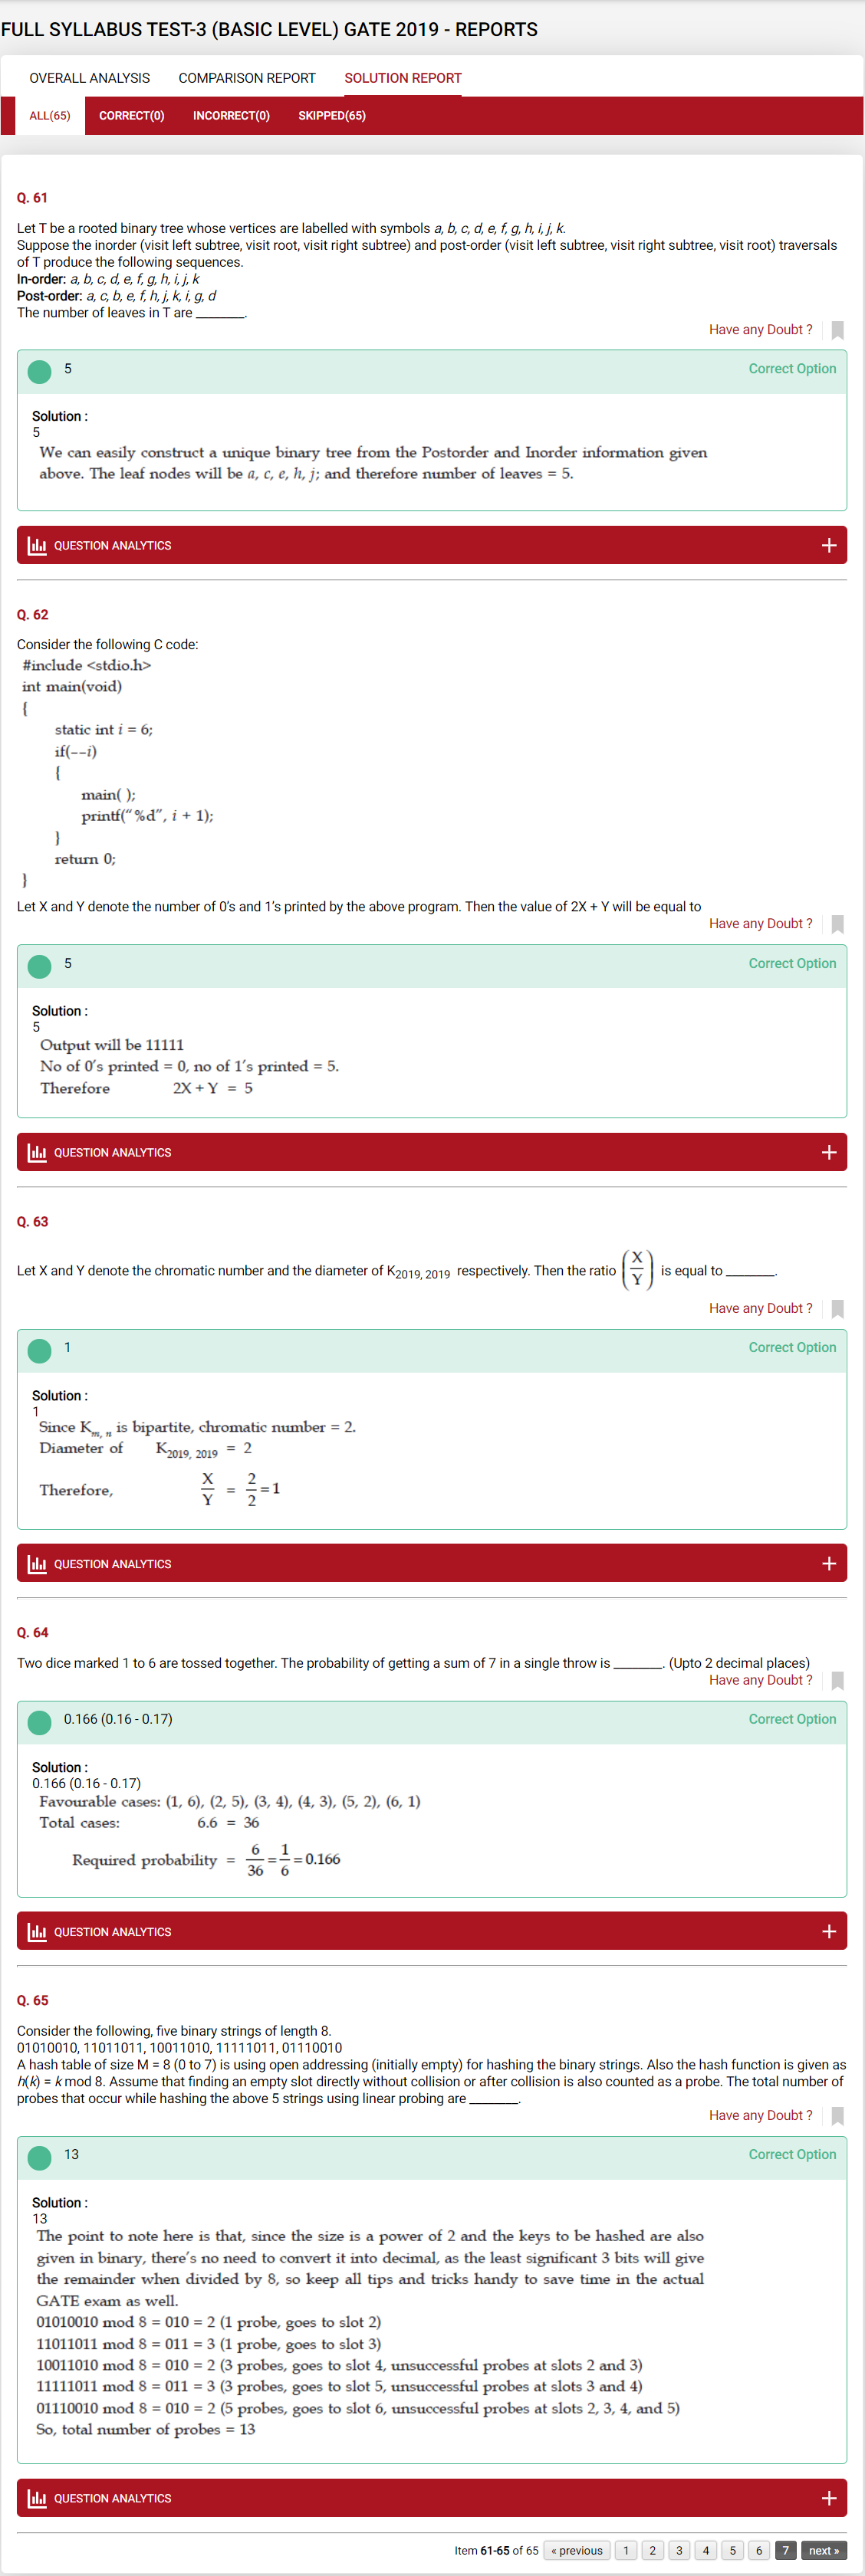 FULL SYLLABUS TEST-3 (BASIC LEVEL) GATE 2019 - REPORTS
OVERALL ANALYSIS COMPARISON REPORT SOLUTION REPORT
ALL(65) CORRECT(0) INCORRECT(0) SKIPPED(65)
Q. 61
Let T be a rooted binary tree whose vertices are labelled with symbols a, b, c, d, e, f, g, h, i, j, k.
Suppose the inorder (visit left subtree, visit root, visit right subtree) and post-order (visit left subtree, visit right subtree, visit root) traversals
of T produce the following sequences.
In-order: a, b, c, d, e, f, g, h, i, j, k
Post-order: a, c, b, e, f, h, j, k, i, g, d
The number of leaves in T are _______.
Have any Doubt ?
5 Correct Option
Solution :
5
We can easily construct a unique binary tree from the Postorder and Inorder information given
above. The leaf nodes will be a, c, e, h, j; and therefore number of leaves = 5.
QUESTION ANALYTICS +
Q. 62
Consider the following C code:
#include <stdio.h>
int main(void)
{
static int i = 6;
if(--i)
{
main( );
printf("%d", i + 1);
}
return 0;
}
Let X and Y denote the number of 0's and 1's printed by the above program. Then the value of 2X + Y will be equal to
Have any Doubt ?
5 Correct Option
Solution :
5
Output will be 11111
No of 0's printed = 0, no of 1's printed = 5.
Therefore 2X + Y = 5
QUESTION ANALYTICS +
Q. 63
Let X and Y denote the chromatic number and the diameter of K2019, 2019 respectively. Then the ratio (X/Y) is equal to _______.
Have any Doubt ?
1 Correct Option
Solution :
1
Since Km, n is bipartite, chromatic number = 2.
Diameter of K2019, 2019 = 2
Therefore, X/Y = 2/2 = 1
QUESTION ANALYTICS +
Q. 64
Two dice marked 1 to 6 are tossed together. The probability of getting a sum of 7 in a single throw is _______. (Upto 2 decimal places)
Have any Doubt ?
0.166 (0.16 - 0.17) Correct Option
Solution :
0.166 (0.16 - 0.17)
Favourable cases: (1, 6), (2, 5), (3, 4), (4, 3), (5, 2), (6, 1)
Total cases: 6.6 = 36
Required probability = 6/36 = 1/6 = 0.166
QUESTION ANALYTICS +
Q. 65
Consider the following, five binary strings of length 8.
01010010, 11011011, 10011010, 11111011, 01110010
A hash table of size M = 8 (0 to 7) is using open addressing (initially empty) for hashing the binary strings. Also the hash function is given as
h(k) = k mod 8. Assume that finding an empty slot directly without collision or after collision is also counted as a probe. The total number of
probes that occur while hashing the above 5 strings using linear probing are _______.
Have any Doubt ?
13 Correct Option
Solution :
13
The point to note here is that, since the size is a power of 2 and the keys to be hashed are also
given in binary, there's no need to convert it into decimal, as the least significant 3 bits will give
the remainder when divided by 8, so keep all tips and tricks handy to save time in the actual
GATE exam as well.
01010010 mod 8 = 010 = 2 (1 probe, goes to slot 2)
11011011 mod 8 = 011 = 3 (1 probe, goes to slot 3)
10011010 mod 8 = 010 = 2 (3 probes, goes to slot 4, unsuccessful probes at slots 2 and 3)
11111011 mod 8 = 011 = 3 (3 probes, goes to slot 5, unsuccessful probes at slots 3 and 4)
01110010 mod 8 = 010 = 2 (5 probes, goes to slot 6, unsuccessful probes at slots 2, 3, 4, and 5)
So, total number of probes = 13
QUESTION ANALYTICS +
Item 61-65 of 65 « previous 1 2 3 4 5 6 7 next »